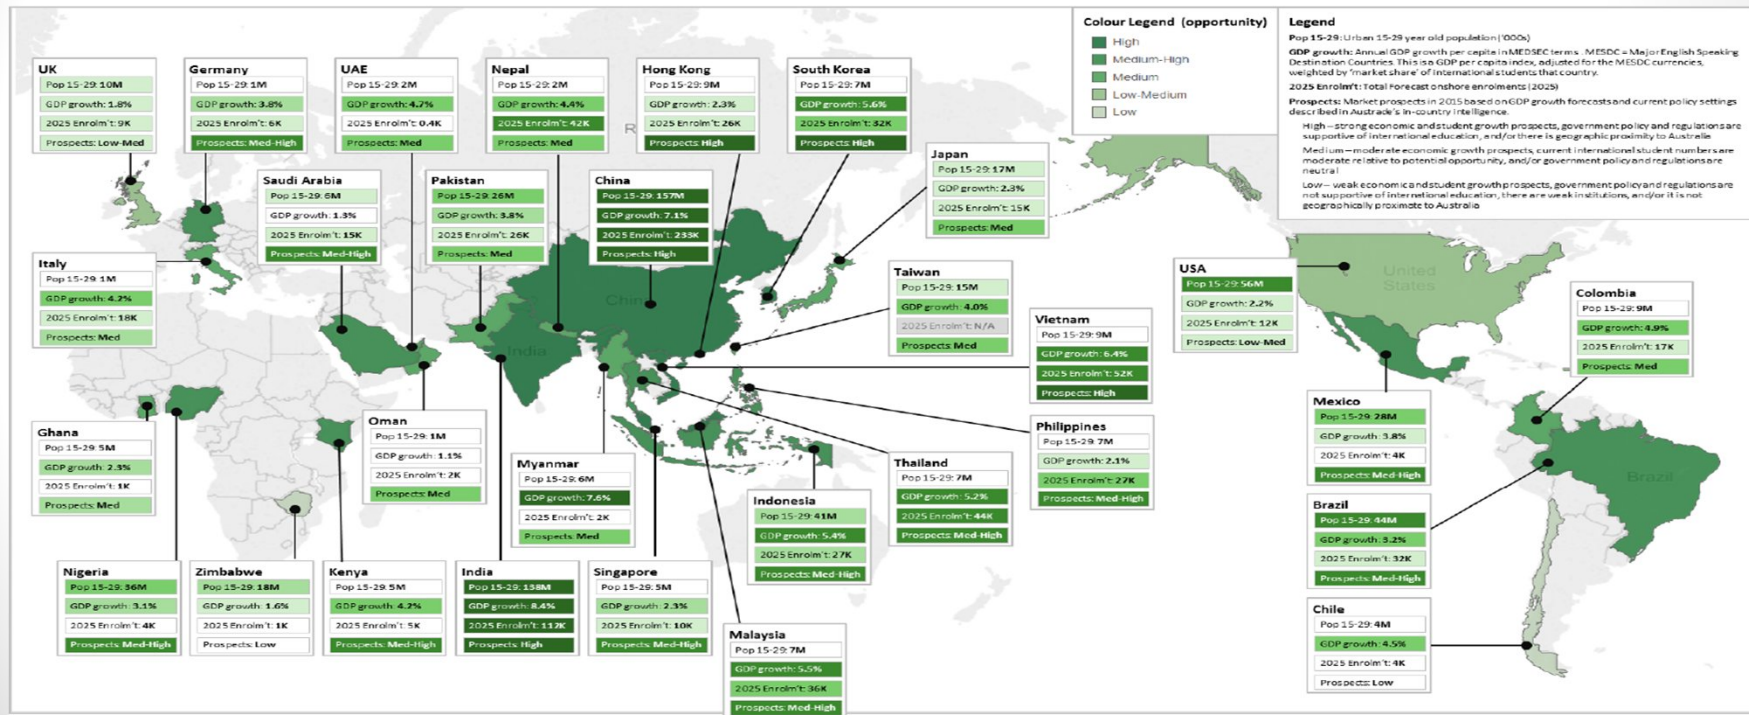 Colour Legend (opportunity)
High
Medium-High
Medium
Low-Medium
Low
Legend
Pop 15-29: Urban 15-29 year old population ('000s)
GDP growth: Annual GDP growth per capita in MEDSEC terms. MESDC = Major English Speaking
Destination Countries. This is a GDP per capita index, adjusted for the MESDC currencies,
weighted by 'market share' of international students that country.
2025 Enrolm't: Total Forecast onshore enrolments (2025)
Prospects: Market prospects in 2015 based on GDP growth forecasts and current policy settings
described in Austrade's in-country intelligence.
High – strong economic and student growth prospects, government policy and regulations are
supportive of international education, and/or there is geographic proximity to Australia
Medium – moderate economic growth prospects, current international student numbers are
moderate relative to potential opportunity, and/or government policy and regulations are
neutral
Low – weak economic and student growth prospects, government policy and regulations are
not supportive of international education, there are weak institutions, and/or it is not
geographically proximate to Australia
UK
Pop 15-29: 10M
GDP growth: 1.8%
2025 Enrolm't: 9K
Prospects: Low-Med
Germany
Pop 15-29: 1M
GDP growth: 3.8%
2025 Enrolm't: 6K
Prospects: Med-High
UAE
Pop 15-29: 2M
GDP growth: 4.7%
2025 Enrolm't: 0.4K
Prospects: Med
Nepal
Pop 15-29: 2M
GDP growth: 4.4%
2025 Enrolm't: 42K
Prospects: Med
Hong Kong
Pop 15-29: 9M
GDP growth: 2.3%
2025 Enrolm't: 26K
Prospects: High
South Korea
Pop 15-29: 7M
GDP growth: 5.6%
2025 Enrolm't: 32K
Prospects: High
Japan
Pop 15-29: 17M
GDP growth: 2.3%
2025 Enrolm't: 15K
Prospects: Med
Saudi Arabia
Pop 15-29: 6M
GDP growth: 1.3%
2025 Enrolm't: 15K
Prospects: Med-High
Pakistan
Pop 15-29: 26M
GDP growth: 3.8%
2025 Enrolm't: 26K
Prospects: Med
China
Pop 15-29: 157M
GDP growth: 7.1%
2025 Enrolm't: 233K
Prospects: High
Italy
Pop 15-29: 1M
GDP growth: 4.2%
2025 Enrolm't: 18K
Prospects: Med
Taiwan
Pop 15-29: 15M
GDP growth: 4.0%
2025 Enrolm't: N/A
Prospects: Med
Vietnam
Pop 15-29: 9M
GDP growth: 6.4%
2025 Enrolm't: 52K
Prospects: High
USA
Pop 15-29: 56M
GDP growth: 2.2%
2025 Enrolm't: 12K
Prospects: Low-Med
United
States
Colombia
Pop 15-29: 9M
GDP growth: 4.9%
2025 Enrolm't: 17K
Prospects: Med
China
India
Ghana
Pop 15-29: 5M
GDP growth: 2.3%
2025 Enrolm't: 1K
Prospects: Med
Oman
Pop 15-29: 1M
GDP growth: 1.1%
2025 Enrolm't: 2K
Prospects: Med
Myanmar
Pop 15-29: 6M
GDP growth: 7.6%
2025 Enrolm't: 2K
Prospects: Med
Indonesia
Pop 15-29: 41M
GDP growth: 5.4%
2025 Enrolm't: 27K
Prospects: Med-High
Thailand
Pop 15-29: 7M
GDP growth: 5.2%
2025 Enrolm't: 44K
Prospects: Med-High
Philippines
Pop 15-29: 7M
GDP growth: 2.1%
2025 Enrolm't: 27K
Prospects: Med-High
Mexico
Pop 15-29: 28M
GDP growth: 3.8%
2025 Enrolm't: 4K
Prospects: Med-High
Brazil
Brazil
Pop 15-29: 44M
GDP growth: 3.2%
2025 Enrolm't: 32K
Prospects: Med-High
Nigeria
Pop 15-29: 36M
GDP growth: 3.1%
2025 Enrolm't: 4K
Prospects: Med-High
Zimbabwe
Pop 15-29: 18M
GDP growth: 1.6%
2025 Enrolm't: 1K
Prospects: Low
Kenya
Pop 15-29: 5M
GDP growth: 4.2%
2025 Enrolm't: 5K
Prospects: Med-High
India
Pop 15-29: 138M
GDP growth: 8.4%
2025 Enrolm't: 112K
Prospects: High
Singapore
Pop 15-29: 5M
GDP growth: 2.3%
2025 Enrolm't: 10K
Prospects: Med-High
Malaysia
Pop 15-29: 7M
GDP growth: 5.5%
2025 Enrolm't: 36K
Prospects: Med-High
Chile
Pop 15-29: 4M
GDP growth: 4.5%
2025 Enrolm't: 4K
Prospects: Low